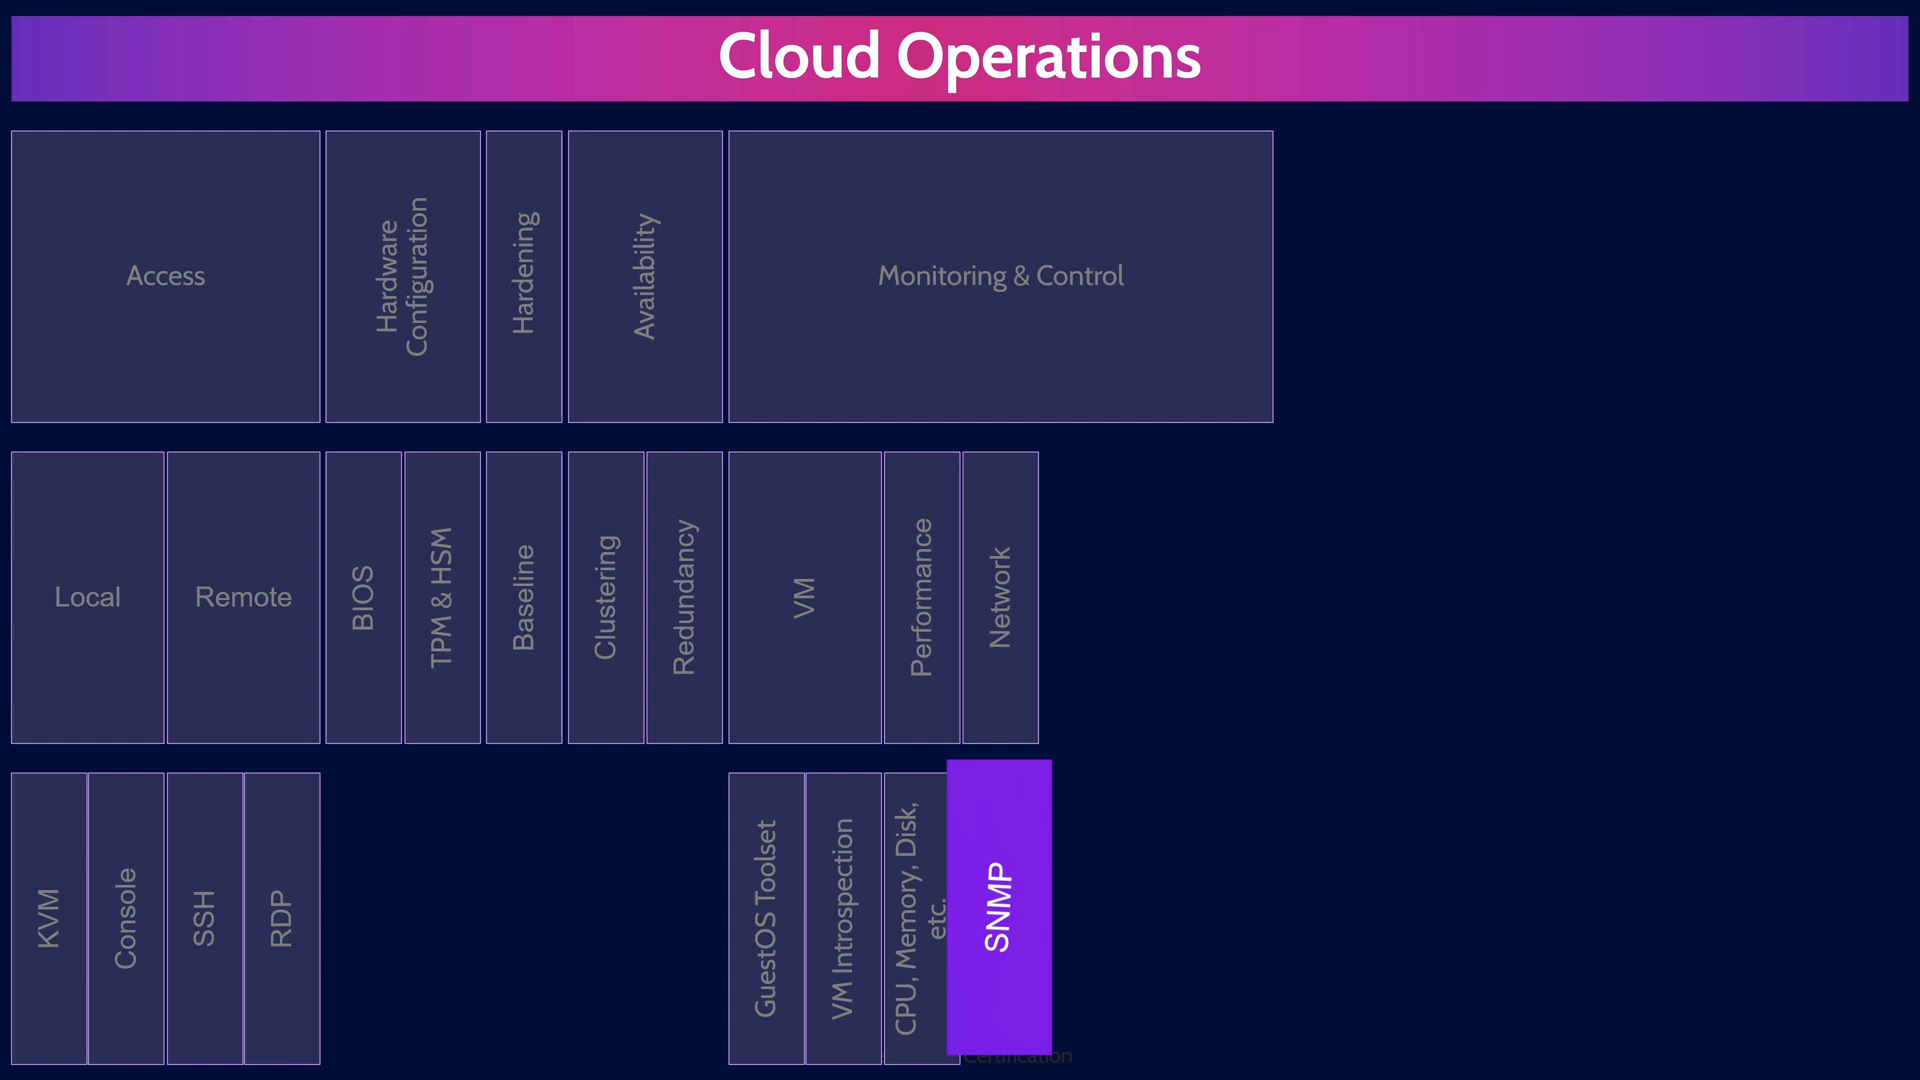 Cloud Operations
Access
Hardware
Configuration
Hardening
Availability
Monitoring & Control
Local
Remote
BIOS
TPM & HSM
Baseline
Clustering
Redundancy
VM
Performance
Network
KVM
Console
SSH
RDP
GuestOS Toolset
VM Introspection
CPU, Memory, Disk,
etc.
SNMP
Certification